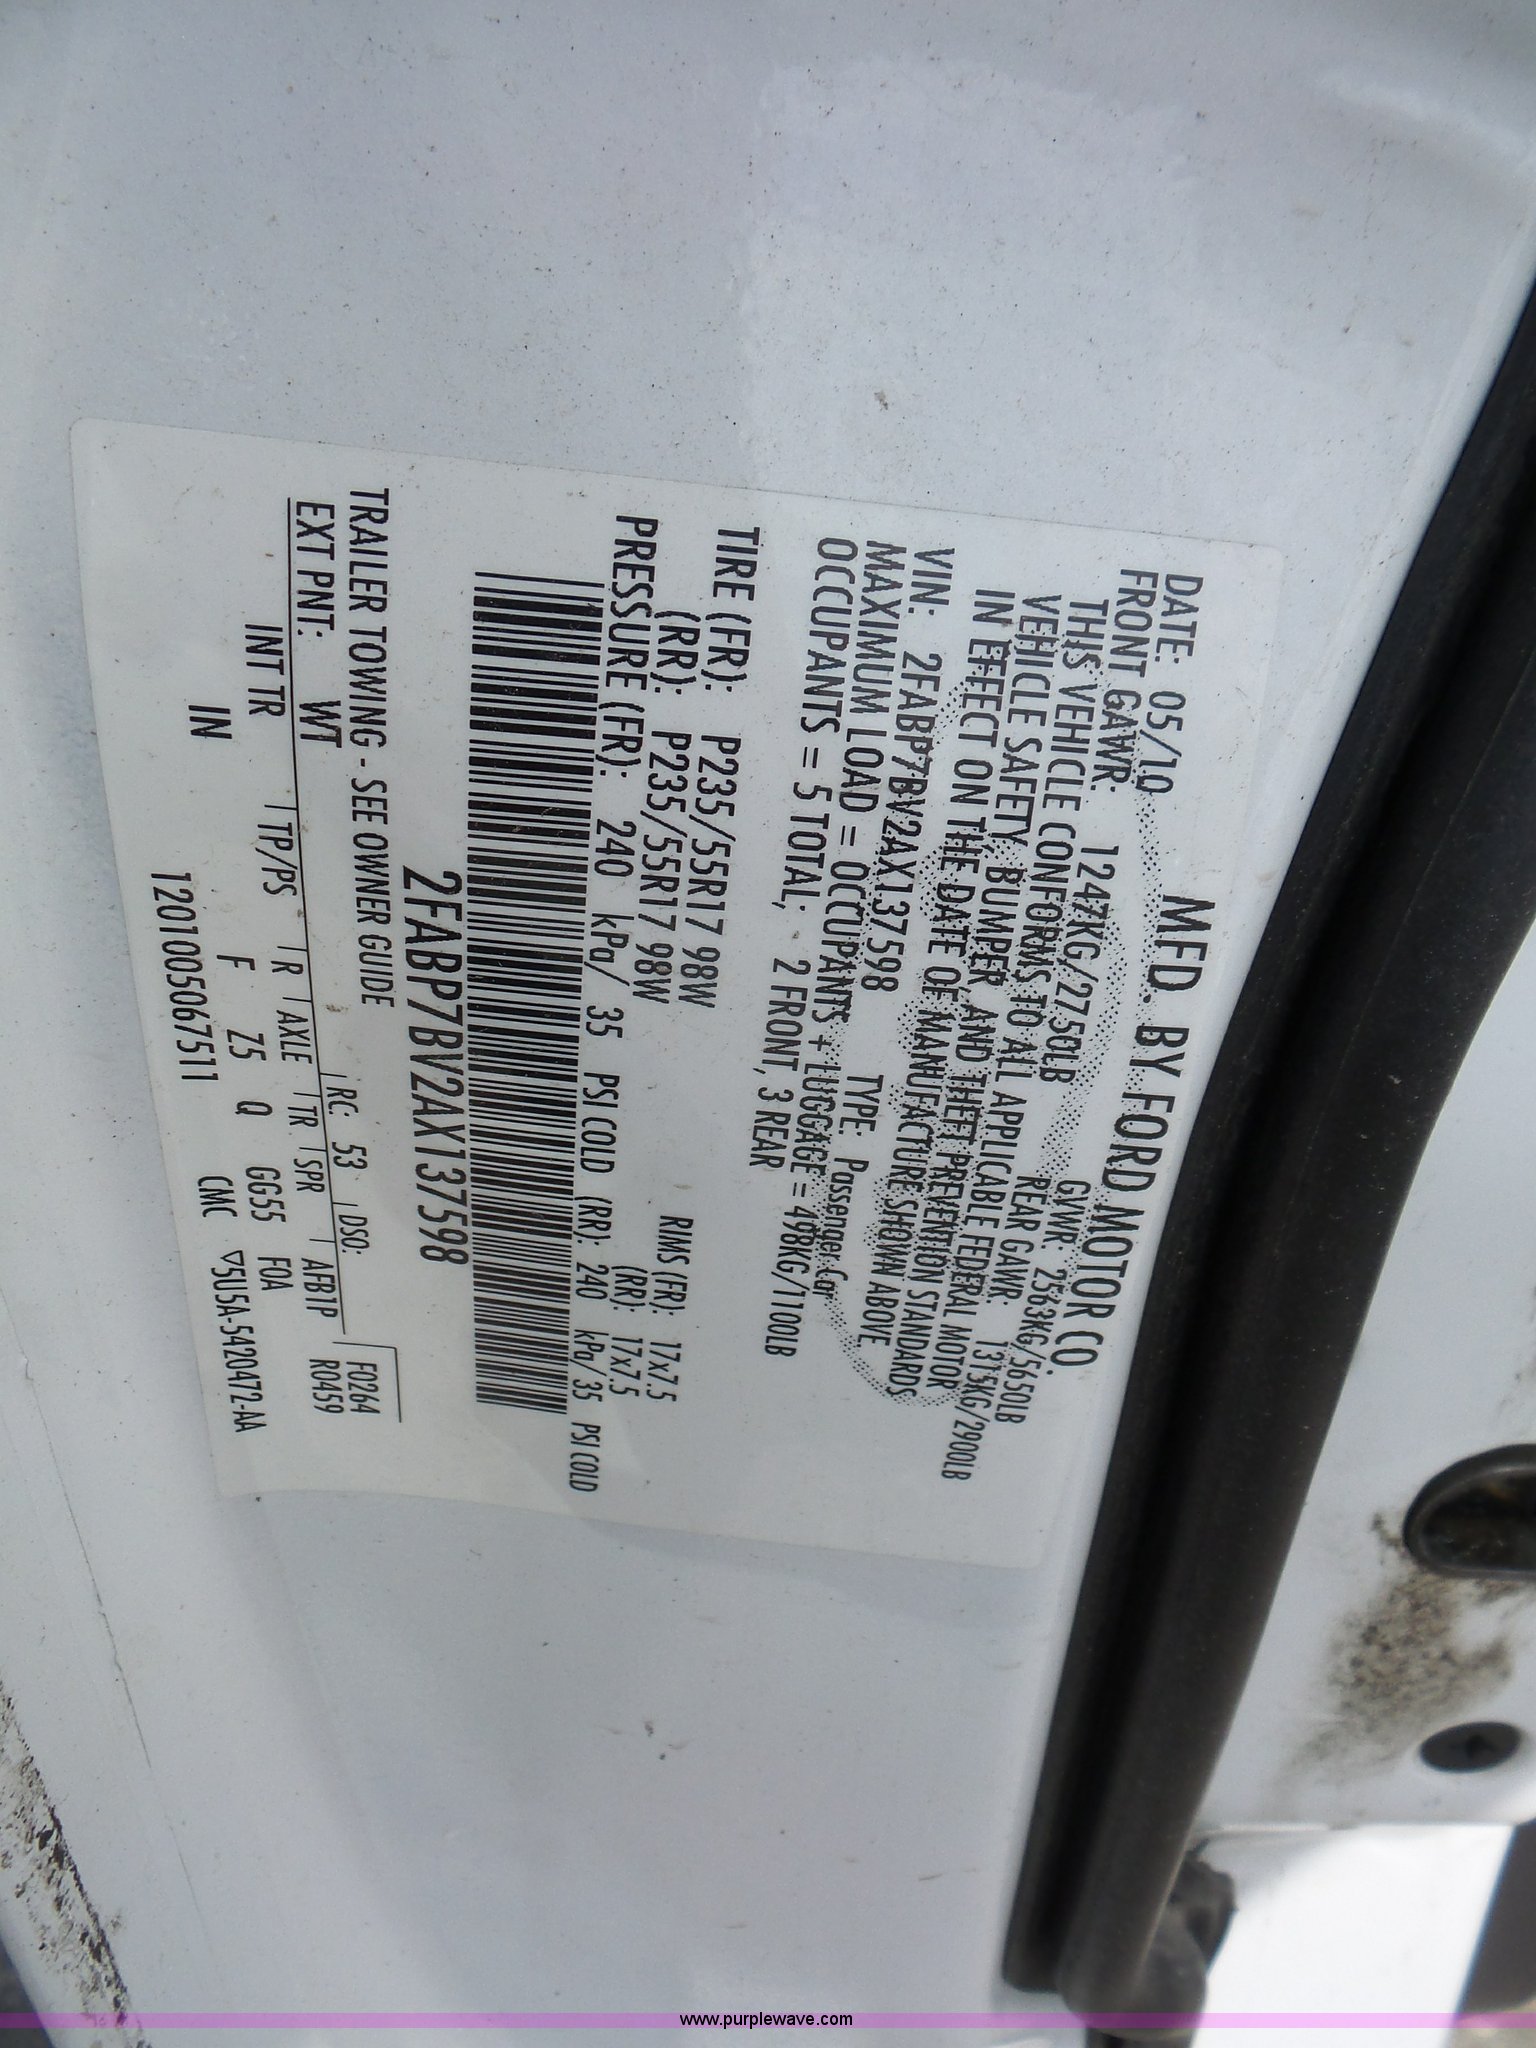 MFD. BY FORD MOTOR CO.
DATE: 05/10 GVWR: 2563KG/5650LB
FRONT GAWR: 1247KG/2750LB REAR GAWR: 1315KG/2900LB
THIS VEHICLE CONFORMS TO ALL APPLICABLE FEDERAL MOTOR
VEHICLE SAFETY, BUMPER, AND THEFT PREVENTION STANDARDS
IN EFFECT ON THE DATE OF MANUFACTURE SHOWN ABOVE
VIN: 2FABP7BV2AX137598 TYPE: Passenger Car
MAXIMUM LOAD = OCCUPANTS + LUGGAGE = 498KG/1100LB
OCCUPANTS = 5 TOTAL; 2 FRONT, 3 REAR
TIRE (FR): P235/55R17 98W RIMS (FR): 17x7.5
(RR): P235/55R17 98W (RR): 17x7.5
PRESSURE (FR): 240 kPa/ 35 PSI COLD (RR): 240 kPa/ 35 PSI COLD
2FABP7BV2AX137598
TRAILER TOWING - SEE OWNER GUIDE
F0264
EXT PNT: WT RC: 53 DSO: R0459
INT TR TP/PS R AXLE TR SPR AFB1P
IN F Z5 Q GG55 F0A
12010050675​11 CMC ▽5U5A-5420472-AA
www.purplewave.com